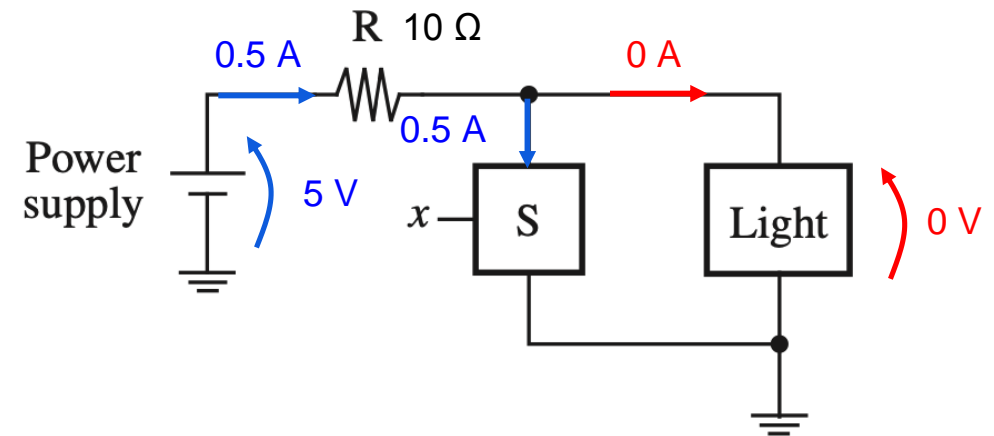 R 10 Ω
0.5 A
0 A
0.5 A
Power
supply
5 V
x
S
Light
0 V